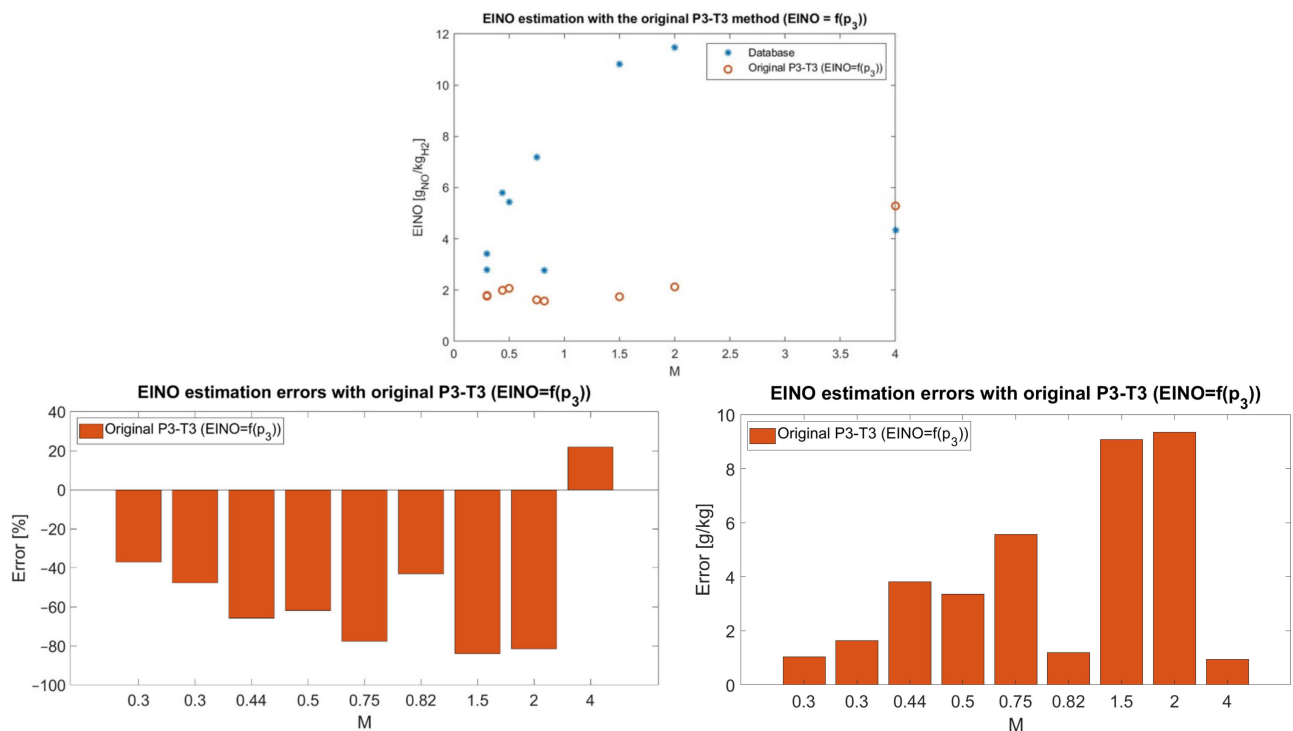 EINO estimation with the original P3-T3 method (EINO = f(p3))
12
10
8
6
4
2
0
EINO [gNO/kgH2]
Database
Original P3-T3 (EINO=f(p3))
0 0.5 1 1.5 2 2.5 3 3.5 4
M
EINO estimation errors with original P3-T3 (EINO=f(p3))
Original P3-T3 (EINO=f(p3))
40
20
0
−20
−40
−60
−80
−100
Error [%]
0.3 0.3 0.44 0.5 0.75 0.82 1.5 2 4
M
EINO estimation errors with original P3-T3 (EINO=f(p3))
Original P3-T3 (EINO=f(p3))
10
8
6
4
2
0
Error [g/kg]
0.3 0.3 0.44 0.5 0.75 0.82 1.5 2 4
M